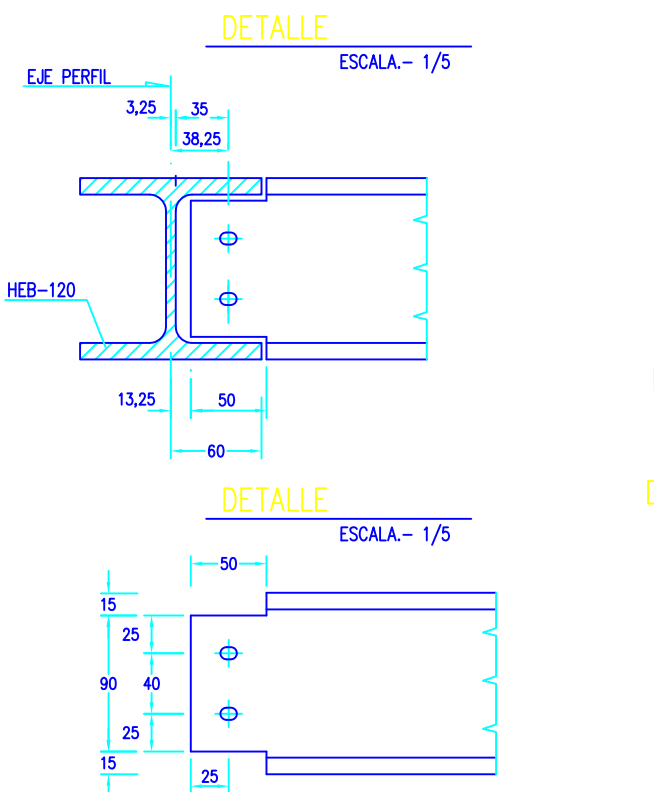 DETALLE
ESCALA.- 1/5
EJE PERFIL
3,25 35
38,25
HEB-120
13,25 50
60
DETALLE
ESCALA.- 1/5
50
15
25
90 40
25
15
25